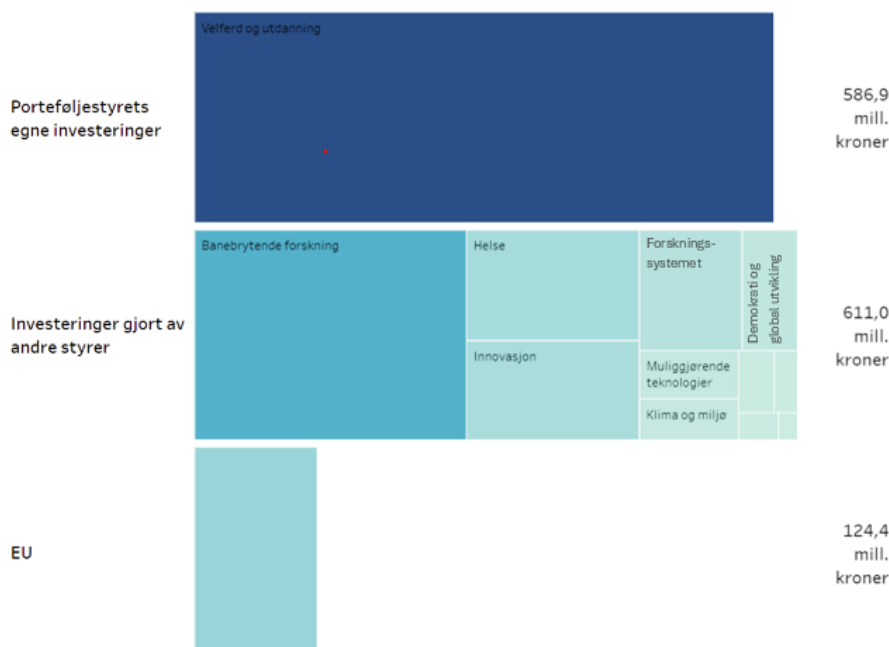 Velferd og utdanning
Porteføljestyrets
egne investeringer
586,9
mill.
kroner
Banebrytende forskning
Helse
Forsknings-
systemet
Demokrati og
global utvikling
Innovasjon
Muliggjørende
teknologier
Klima og miljø
Investeringer gjort av
andre styrer
611,0
mill.
kroner
EU
124,4
mill.
kroner